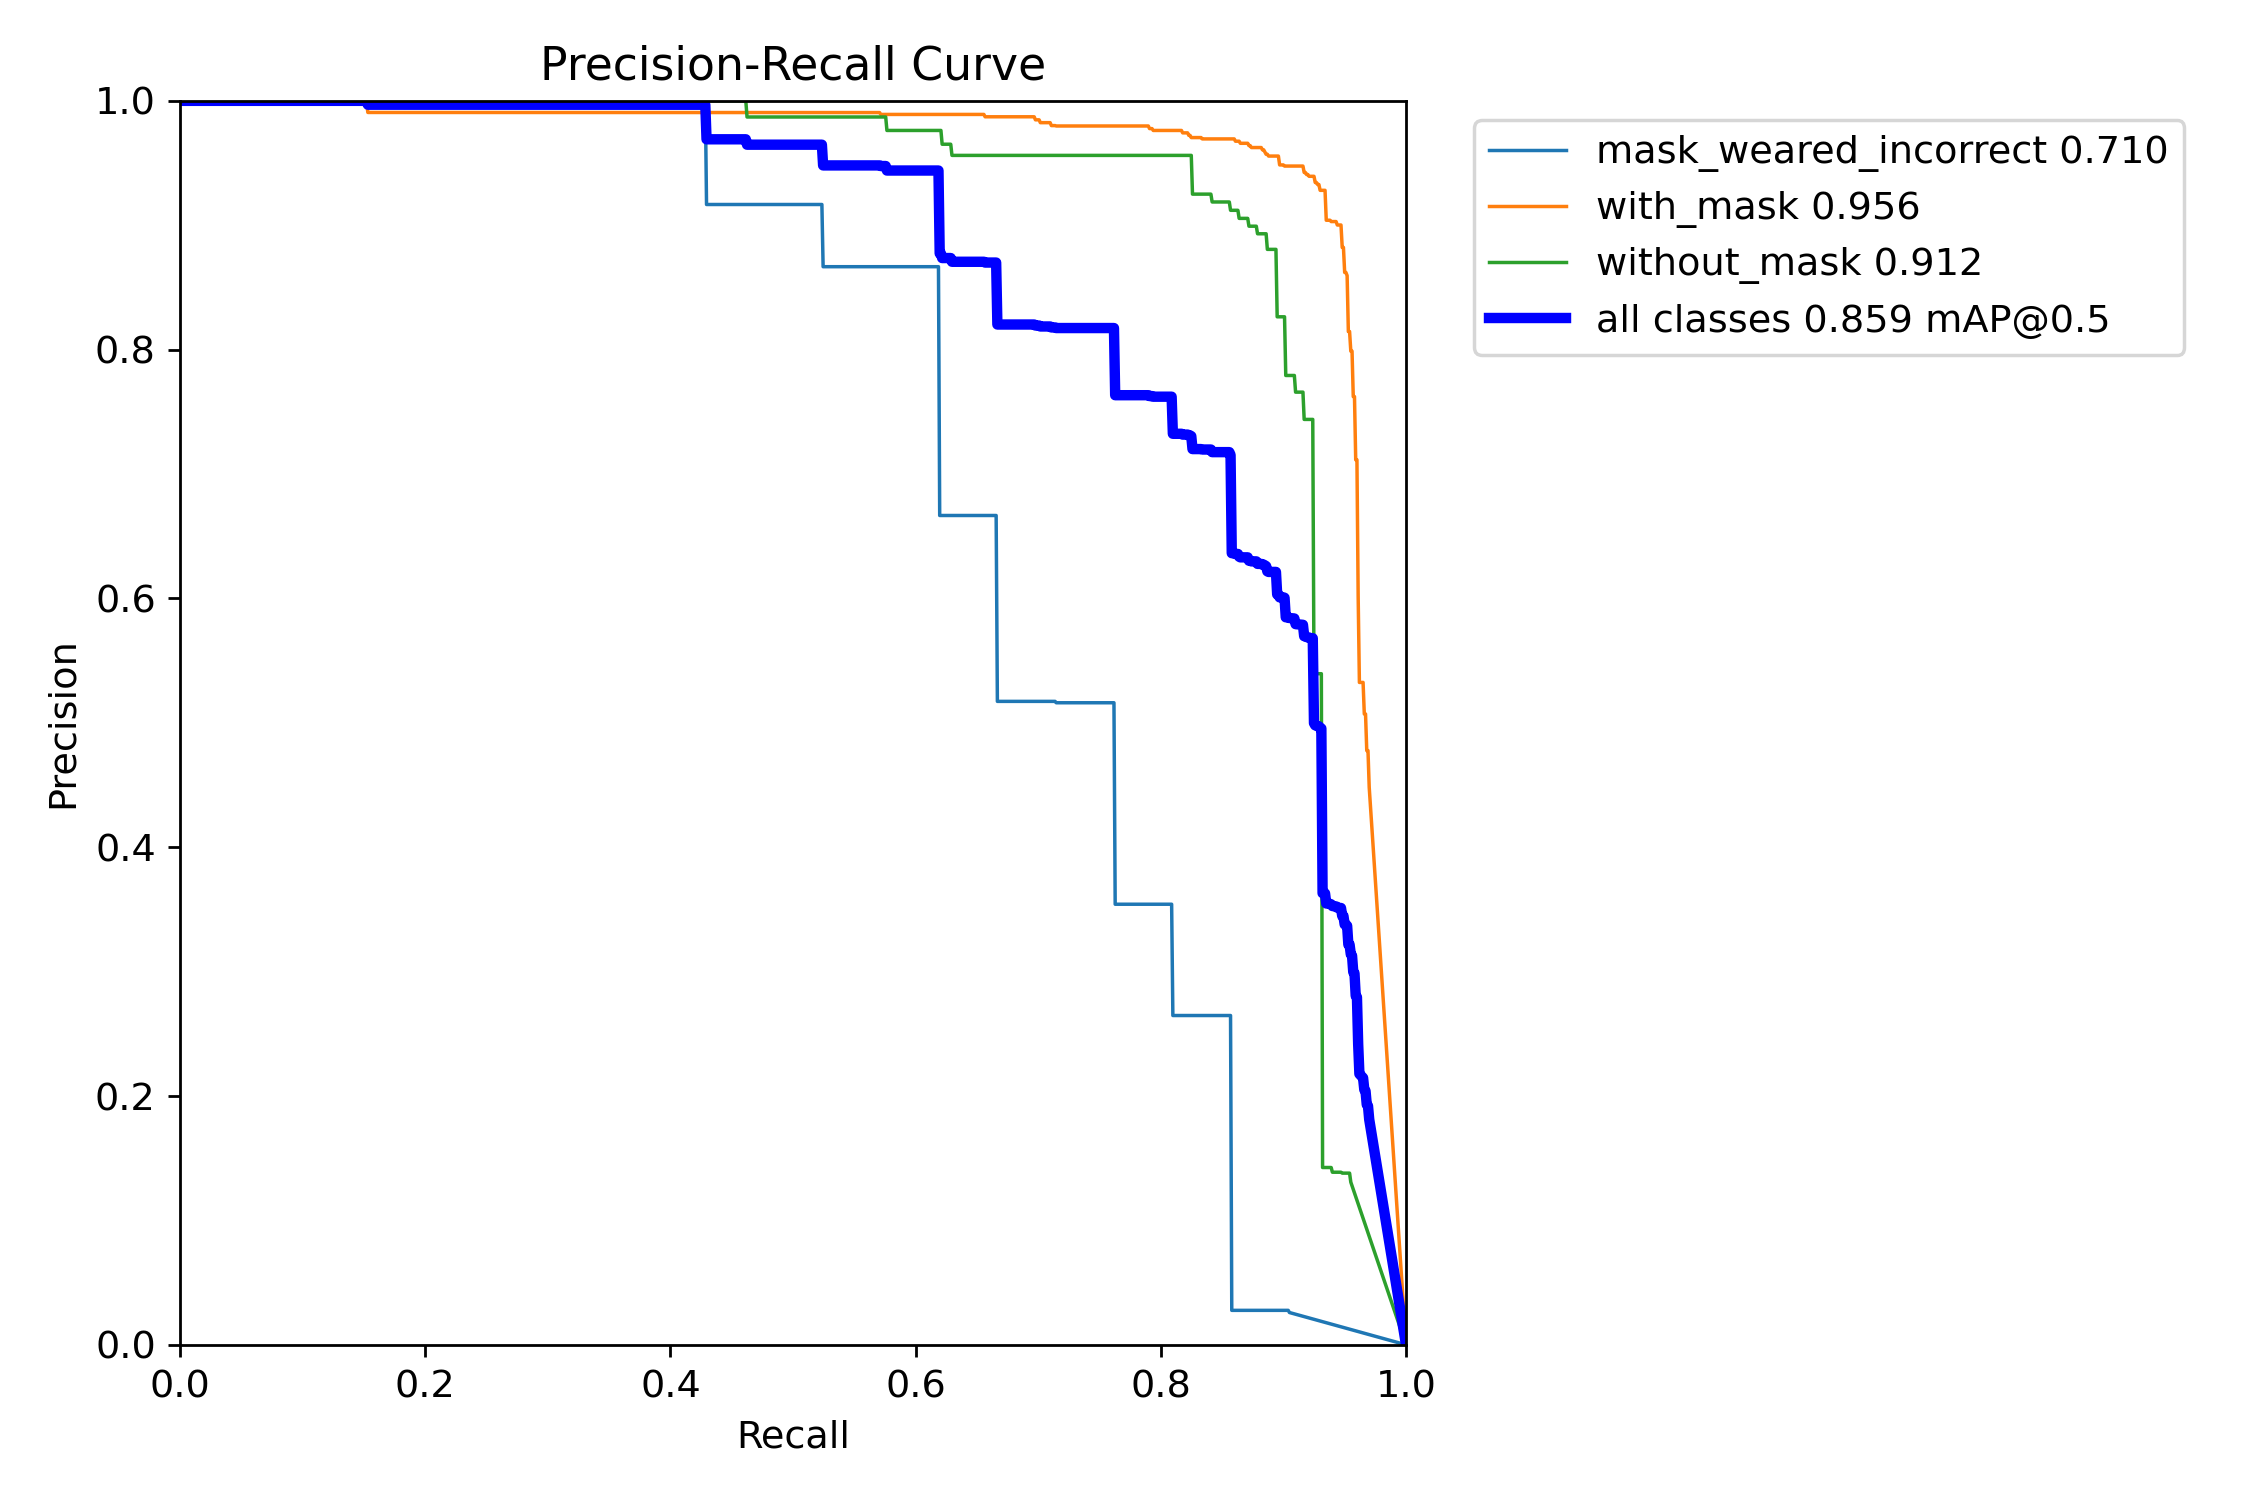 Precision-Recall Curve
1.0
0.8
0.6
0.4
0.2
0.0
Precision
0.0 0.2 0.4 0.6 0.8 1.0
Recall
mask_weared_incorrect 0.710
with_mask 0.956
without_mask 0.912
all classes 0.859 mAP@0.5